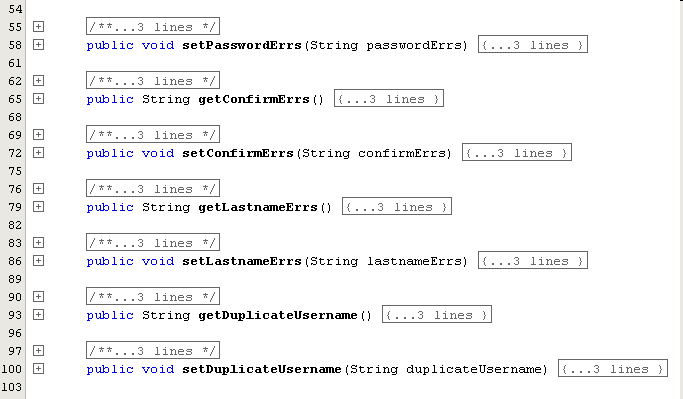 54
55 /**...3 lines */
58 public void setPasswordErrs(String passwordErrs) {...3 lines }
61
62 /**...3 lines */
65 public String getConfirmErrs() {...3 lines }
68
69 /**...3 lines */
72 public void setConfirmErrs(String confirmErrs) {...3 lines }
75
76 /**...3 lines */
79 public String getLastnameErrs() {...3 lines }
82
83 /**...3 lines */
86 public void setLastnameErrs(String lastnameErrs) {...3 lines }
89
90 /**...3 lines */
93 public String getDuplicateUsername() {...3 lines }
96
97 /**...3 lines */
100 public void setDuplicateUsername(String duplicateUsername) {...3 lines }
103